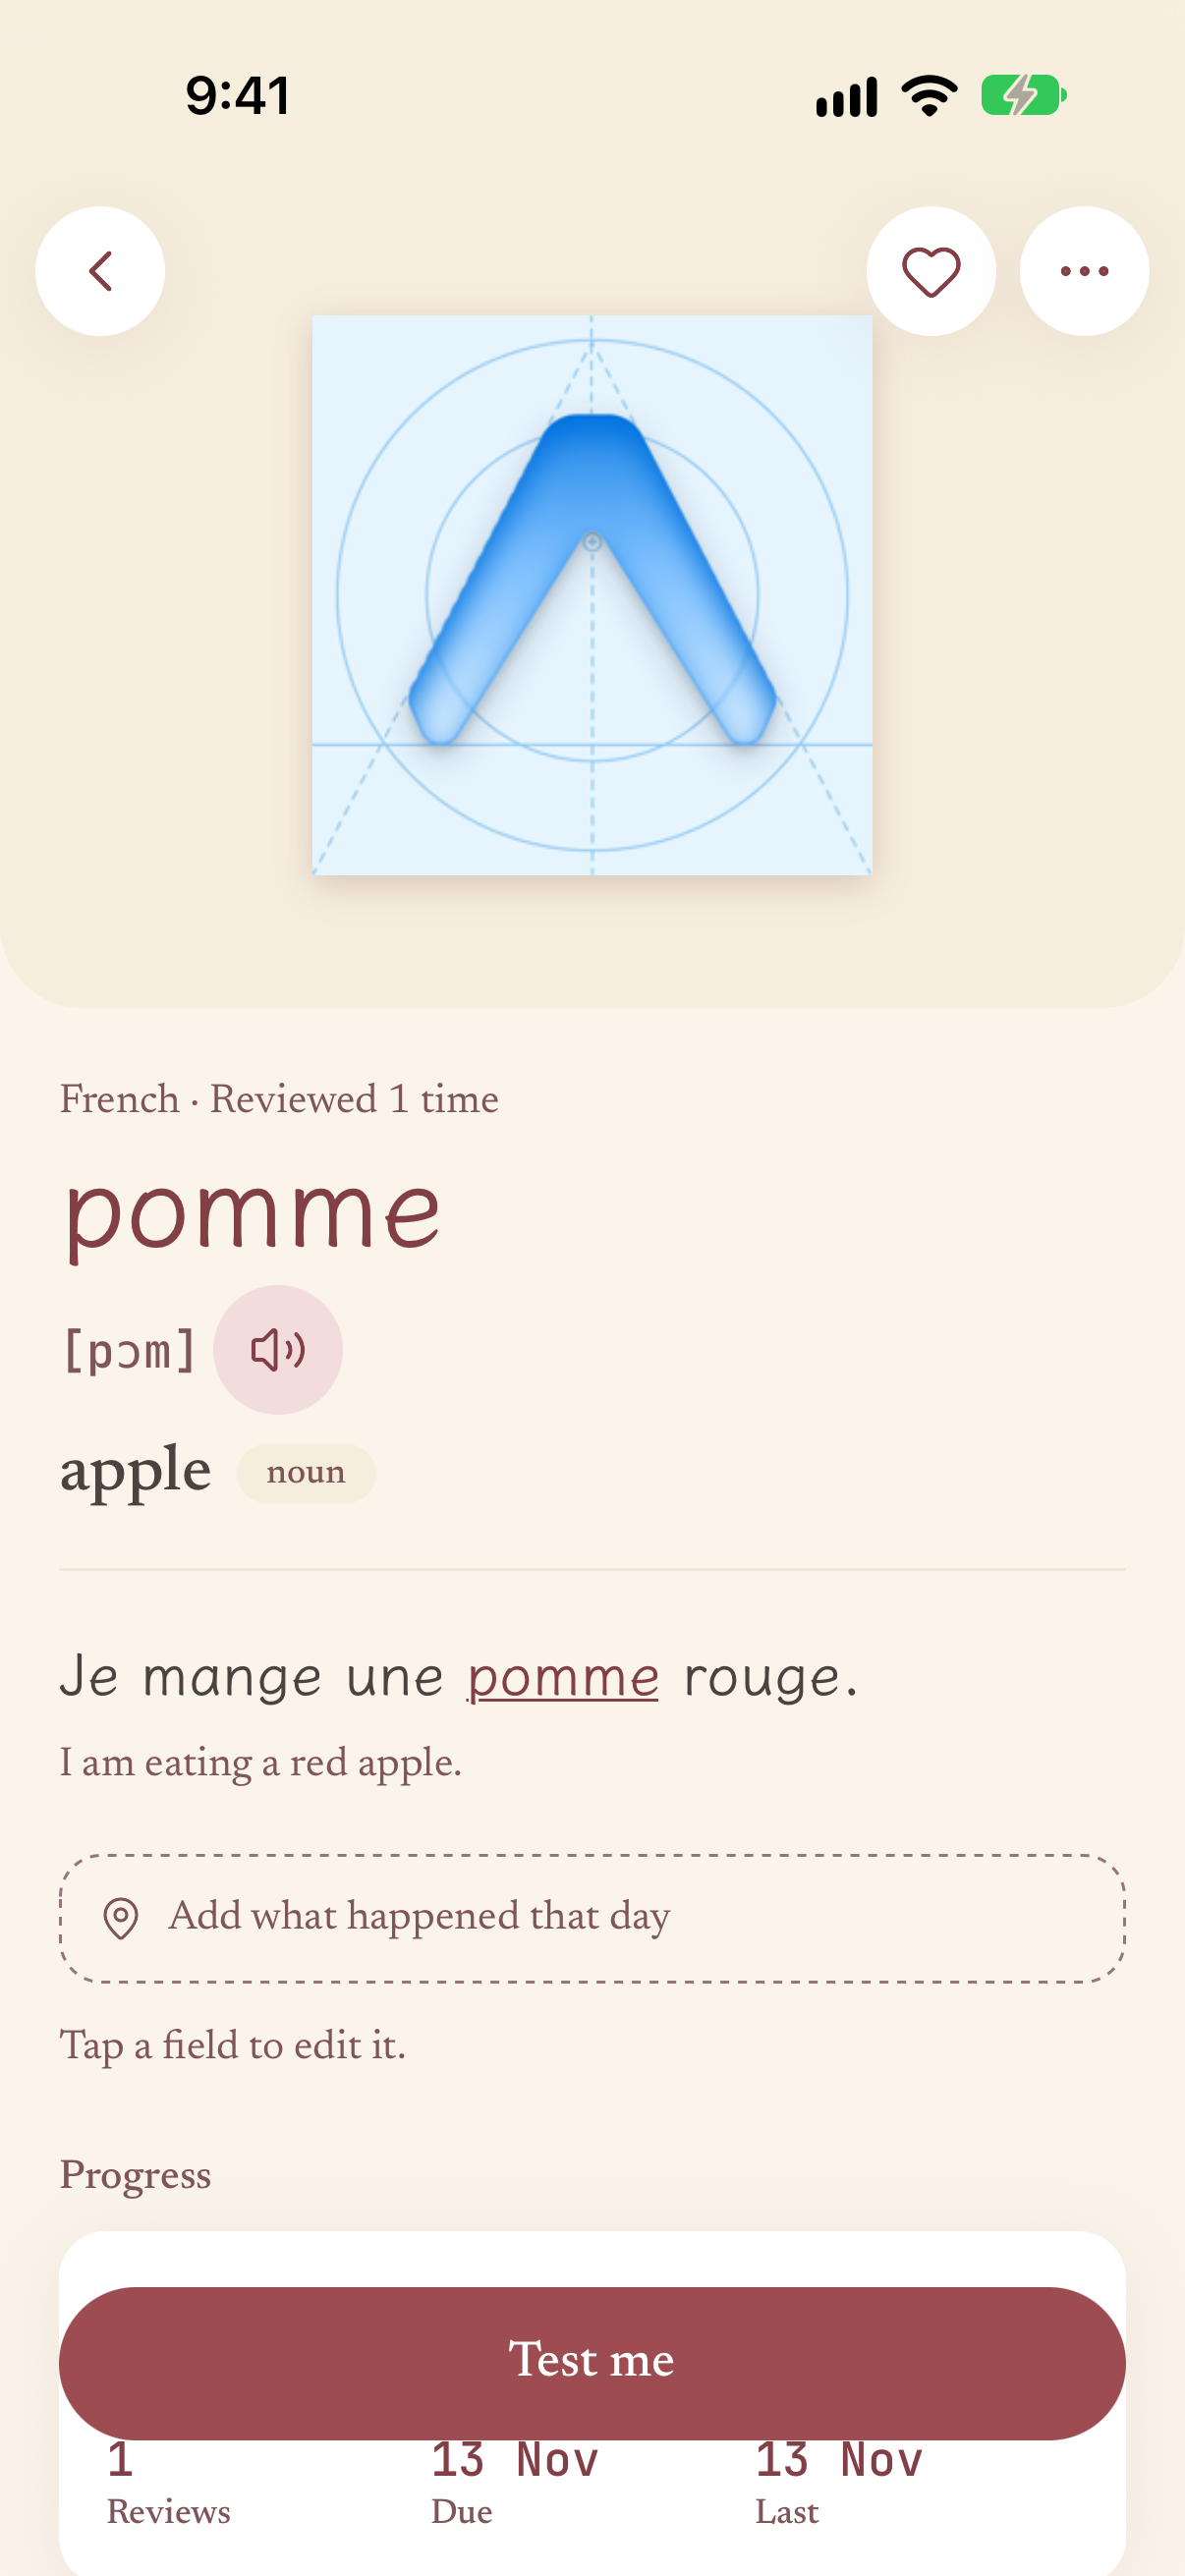 9:41
French · Reviewed 1 time
pomme
[pɔm]
apple noun
Je mange une pomme rouge.
I am eating a red apple.
Add what happened that day
Tap a field to edit it.
Progress
Test me
1 13 Nov 13 Nov
Reviews Due Last